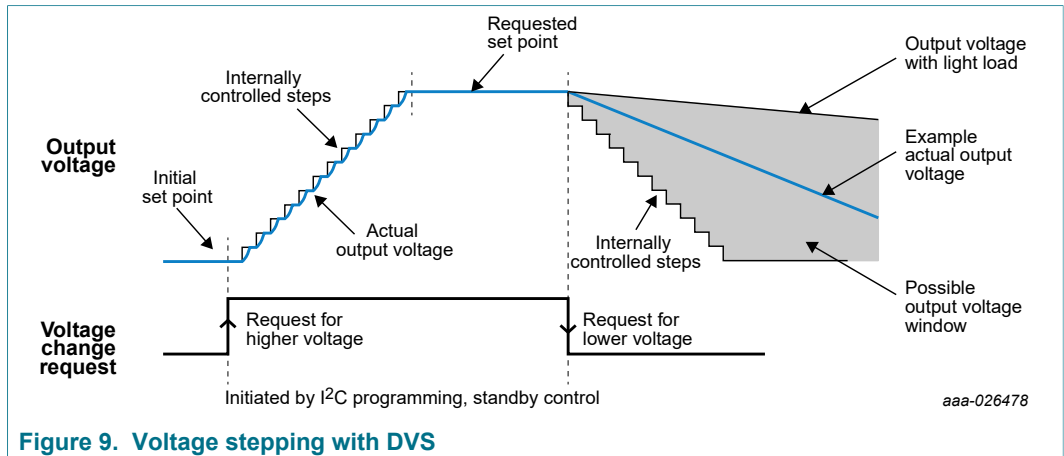 Requested
set point
Output voltage
with light load
Internally
controlled steps
Output
voltage
Example
actual output
voltage
Initial
set point
Actual
output voltage
Internally
controlled steps
Possible
output voltage
window
Voltage
change
request
Request for
higher voltage
Request for
lower voltage
Initiated by I²C programming, standby control
aaa-026478
Figure 9. Voltage stepping with DVS